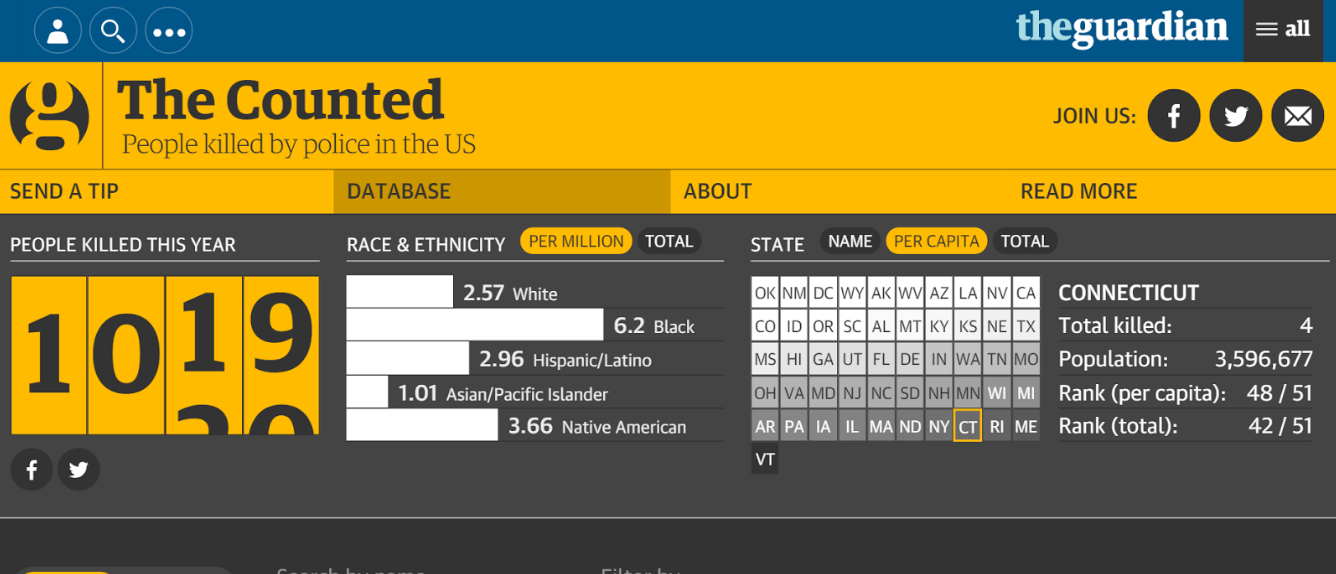 theguardian
all
The Counted
People killed by police in the US
JOIN US:
SEND A TIP
DATABASE
ABOUT
READ MORE
PEOPLE KILLED THIS YEAR
1019
20
RACE & ETHNICITY PER MILLION TOTAL
2.57 White
6.2 Black
2.96 Hispanic/Latino
1.01 Asian/Pacific Islander
3.66 Native American
STATE NAME PER CAPITA TOTAL
OK NM DC WY AK WV AZ LA NV CA
CO ID OR SC AL MT KY KS NE TX
MS HI GA UT FL DE IN WA TN MO
OH VA MD NJ NC SD NH MN WI MI
AR PA IA IL MA ND NY CT RI ME
VT
CONNECTICUT
Total killed: 4
Population: 3,596,677
Rank (per capita): 48 / 51
Rank (total): 42 / 51
Search by name
Filter by